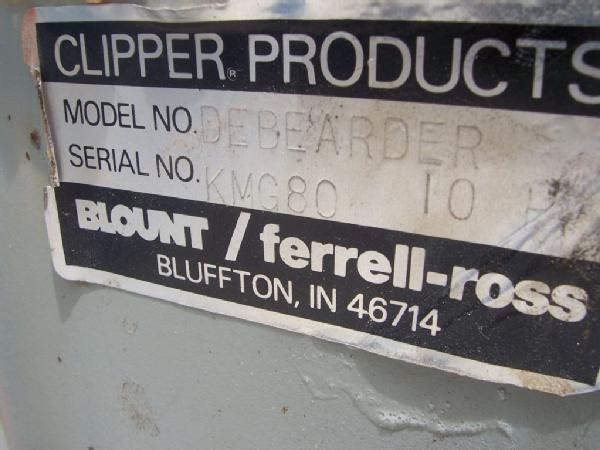 CLIPPER® PRODUCTS
MODEL NO. DEBEARDER
SERIAL NO. KMG80 10
BLOUNT / ferrell-ross
BLUFFTON, IN 46714